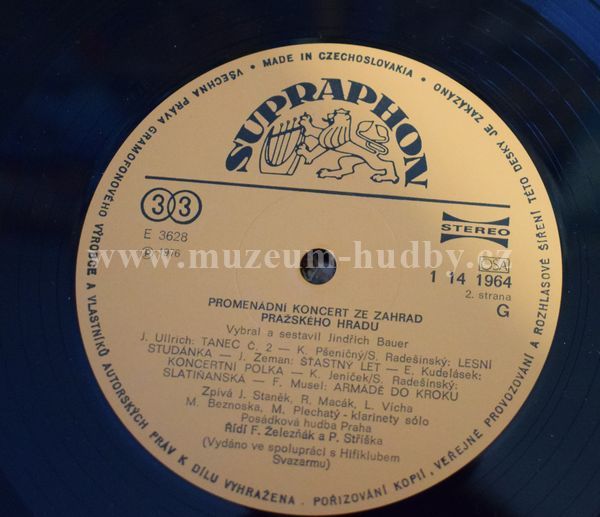 VŠECHNA PRÁVA GRAMOFONOVÉHO VÝROBCE A VLASTNÍKŮ AUTORSKÝCH PRÁV K DÍLU VYHRAŽENA. POŘIZOVÁNÍ KOPIÍ, VEŘEJNÉ PROVOZOVÁNÍ A ROZHLASOVÉ ŠÍŘENÍ TÉTO DESKY JE ZAKÁZÁNO
• MADE IN CZECHOSLOVAKIA •
SUPRAPHON
33
STEREO
E 3628
Ⓟ 1976
www.muzeum-hudby.cz
OSA
1 14 1964
2. strana
G
PROMENÁDNÍ KONCERT ZE ZAHRAD
PRAŽSKÉHO HRADU
Vybral a sestavil Jindřich Bauer
J. Ullrich: TANEC Č. 2 — K. Pšeničný/S. Radešinský: LESNÍ
STUDÁNKA — J. Zeman: ŠŤASTNÝ LET — E. Kudelásek:
KONCERTNÍ POLKA — K. Jeníček/S. Radešinský:
SLATIŇANSKÁ — F. Musel: ARMÁDĚ DO KROKU
Zpívá J. Staněk, R. Macák, L. Vícha
M. Beznoska, M. Plechatý - klarinety sólo
Posádková hudba Praha
Řídí F. Železňák a P. Stříška
(Vydáno ve spolupráci s Hifiklubem
Svazarmu)